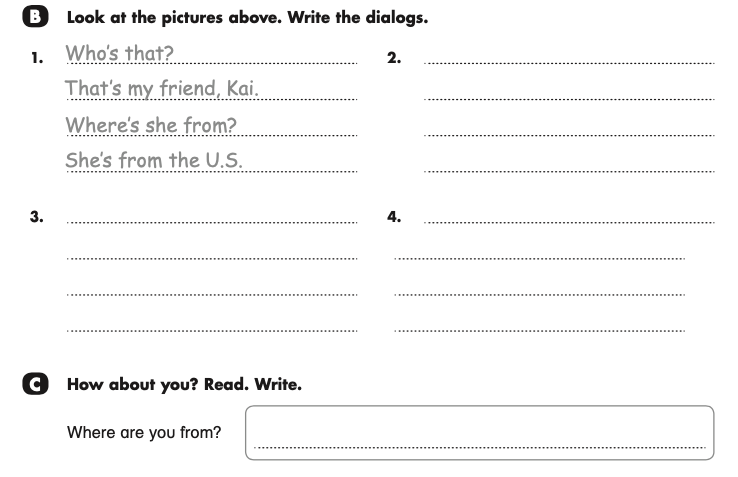 B Look at the pictures above. Write the dialogs.
1. Who's that?
That's my friend, Kai.
Where's she from?
She's from the U.S.
2.
3.
4.
C How about you? Read. Write.
Where are you from?